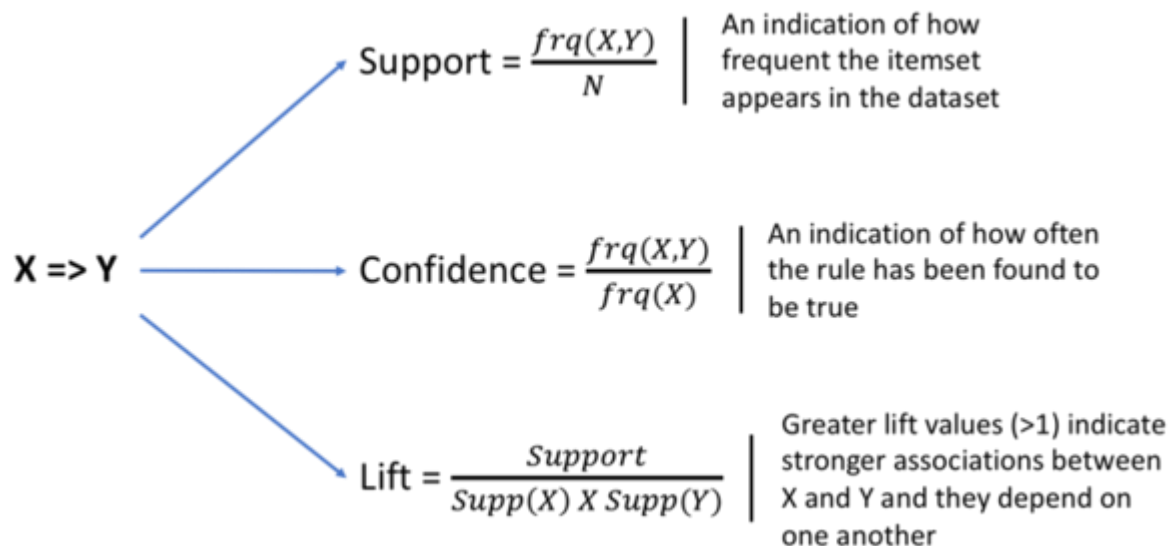 Support = frq(X,Y) / N
An indication of how
frequent the itemset
appears in the dataset
X => Y
Confidence = frq(X,Y) / frq(X)
An indication of how often
the rule has been found to
be true
Lift = Support / Supp(X) X Supp(Y)
Greater lift values (>1) indicate
stronger associations between
X and Y and they depend on
one another